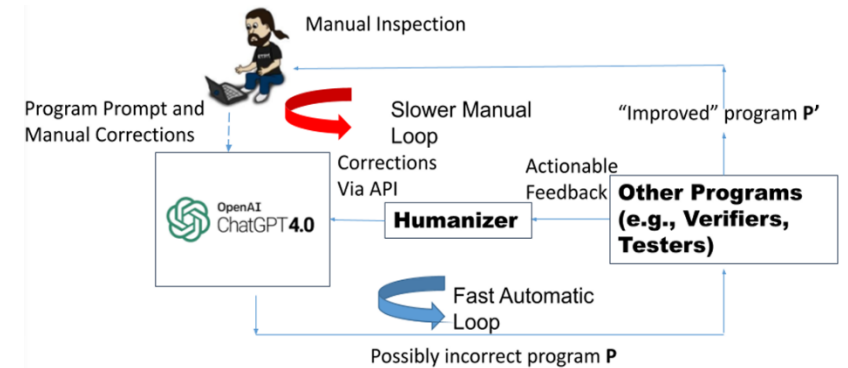 Manual Inspection
Program Prompt and
Manual Corrections
Slower Manual
Loop
“Improved” program P’
Corrections
Via API
Actionable
Feedback
OpenAI
ChatGPT4.0
Humanizer
Other Programs
(e.g., Verifiers,
Testers)
Fast Automatic
Loop
Possibly incorrect program P